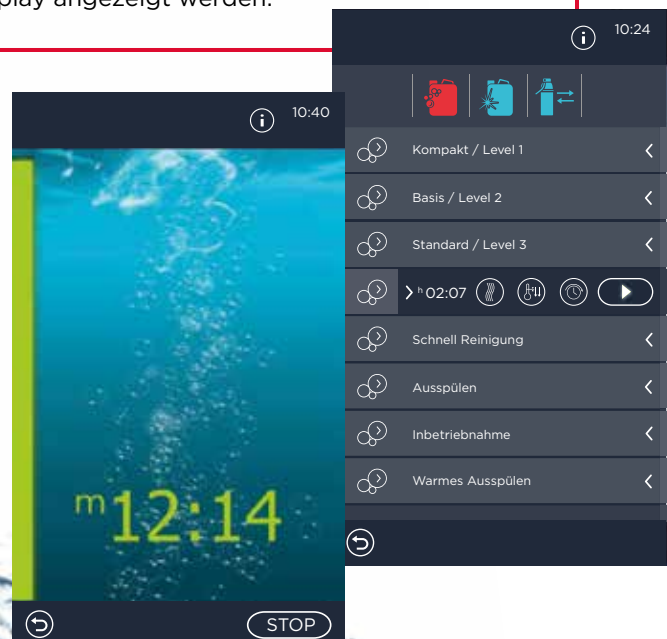 play angezeigt werden.
10:24
Kompakt / Level 1
Basis / Level 2
Standard / Level 3
h 02:07
Schnell Reinigung
Ausspülen
Inbetriebnahme
Warmes Ausspülen
10:40
m12:14
STOP